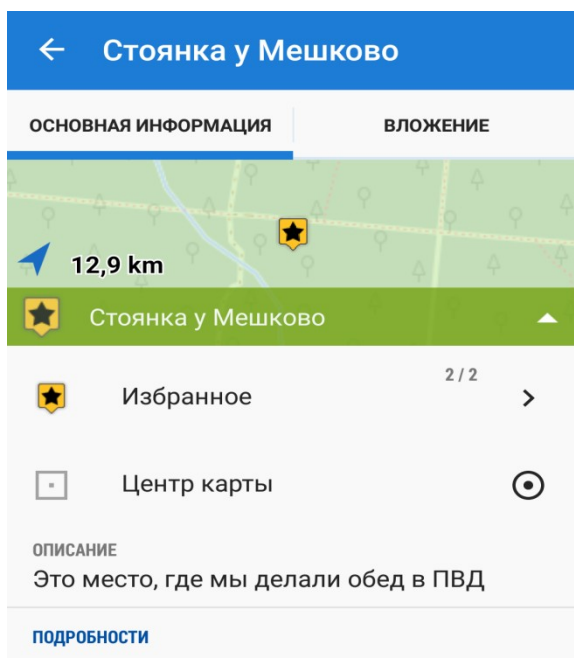 Стоянка у Мешково
ОСНОВНАЯ ИНФОРМАЦИЯ
ВЛОЖЕНИЕ
12,9 km
Стоянка у Мешково
2 / 2
Избранное
Центр карты
ОПИСАНИЕ
Это место, где мы делали обед в ПВД
ПОДРОБНОСТИ